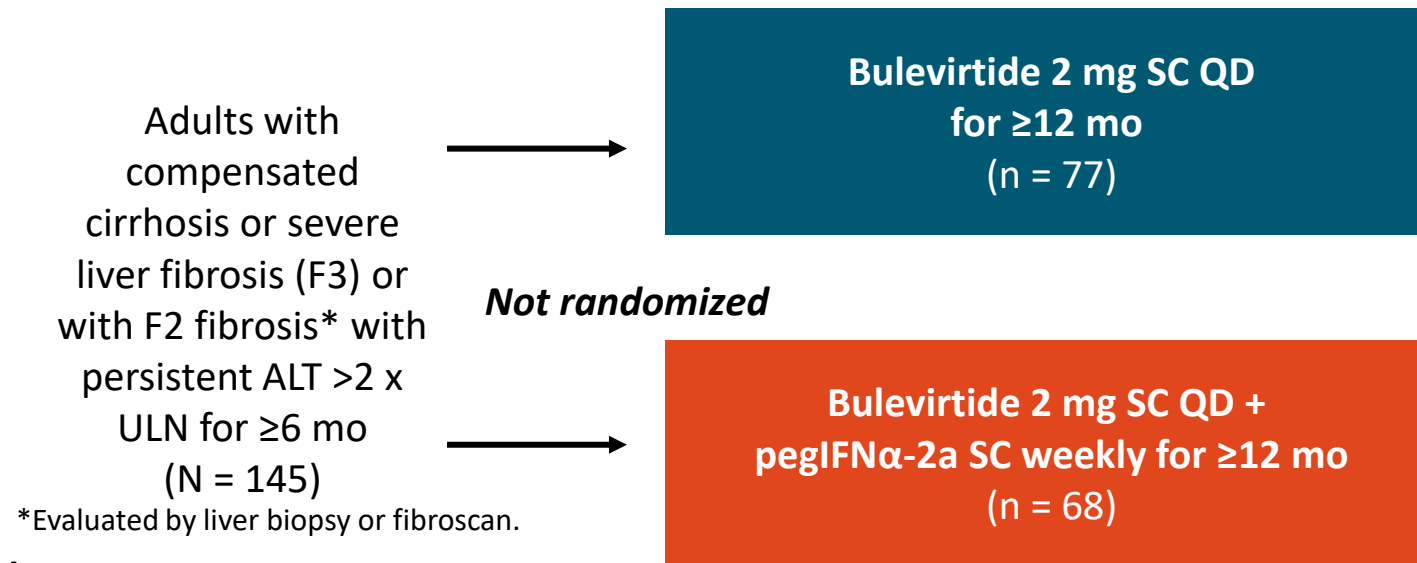 Adults with
compensated
cirrhosis or severe
liver fibrosis (F3) or
with F2 fibrosis* with
persistent ALT >2 x
ULN for ≥6 mo
(N = 145)
*Evaluated by liver biopsy or fibroscan.
Not randomized
Bulevirtide 2 mg SC QD
for ≥12 mo
(n = 77)
Bulevirtide 2 mg SC QD +
pegIFNα-2a SC weekly for ≥12 mo
(n = 68)